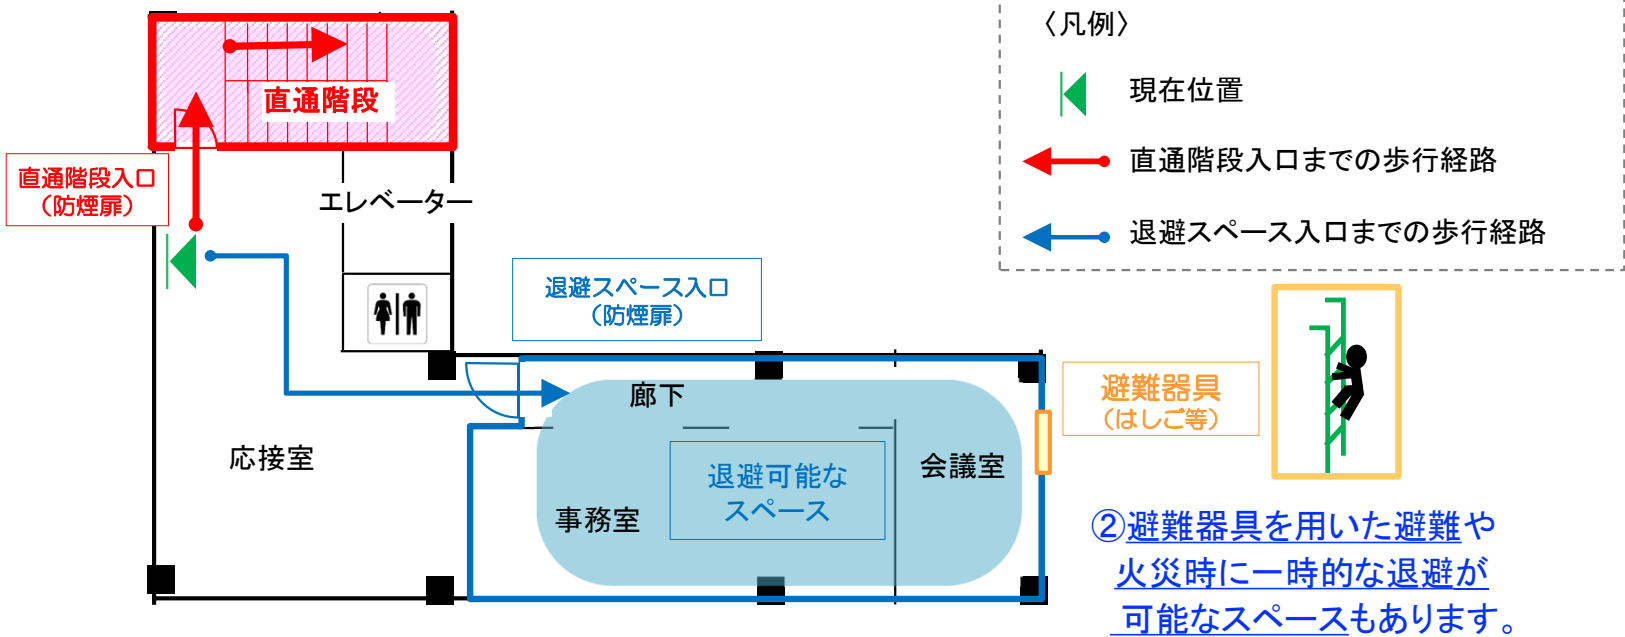 〈凡例〉
現在位置
直通階段入口までの歩行経路
退避スペース入口までの歩行経路
直通階段
直通階段入口
（防煙扉）
エレベーター
退避スペース入口
（防煙扉）
廊下
避難器具
（はしご等）
応接室
退避可能な
スペース
会議室
事務室
②避難器具を用いた避難や
火災時に一時的な退避が
可能なスペースもあります。